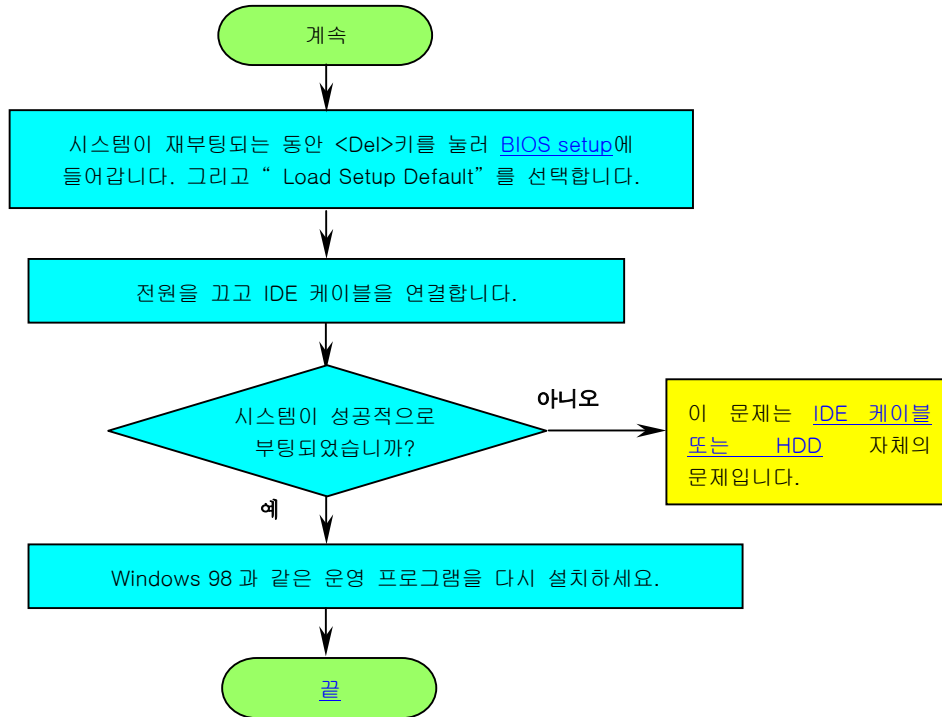 계속
시스템이 재부팅되는 동안 <Del>키를 눌러 BIOS setup에
들어갑니다. 그리고 “ Load Setup Default” 를 선택합니다.
전원을 끄고 IDE 케이블을 연결합니다.
시스템이 성공적으로
부팅되었습니까?
아니오
이 문제는 IDE 케이블
또는 HDD 자체의
문제입니다.
예
Windows 98 과 같은 운영 프로그램을 다시 설치하세요.
끝